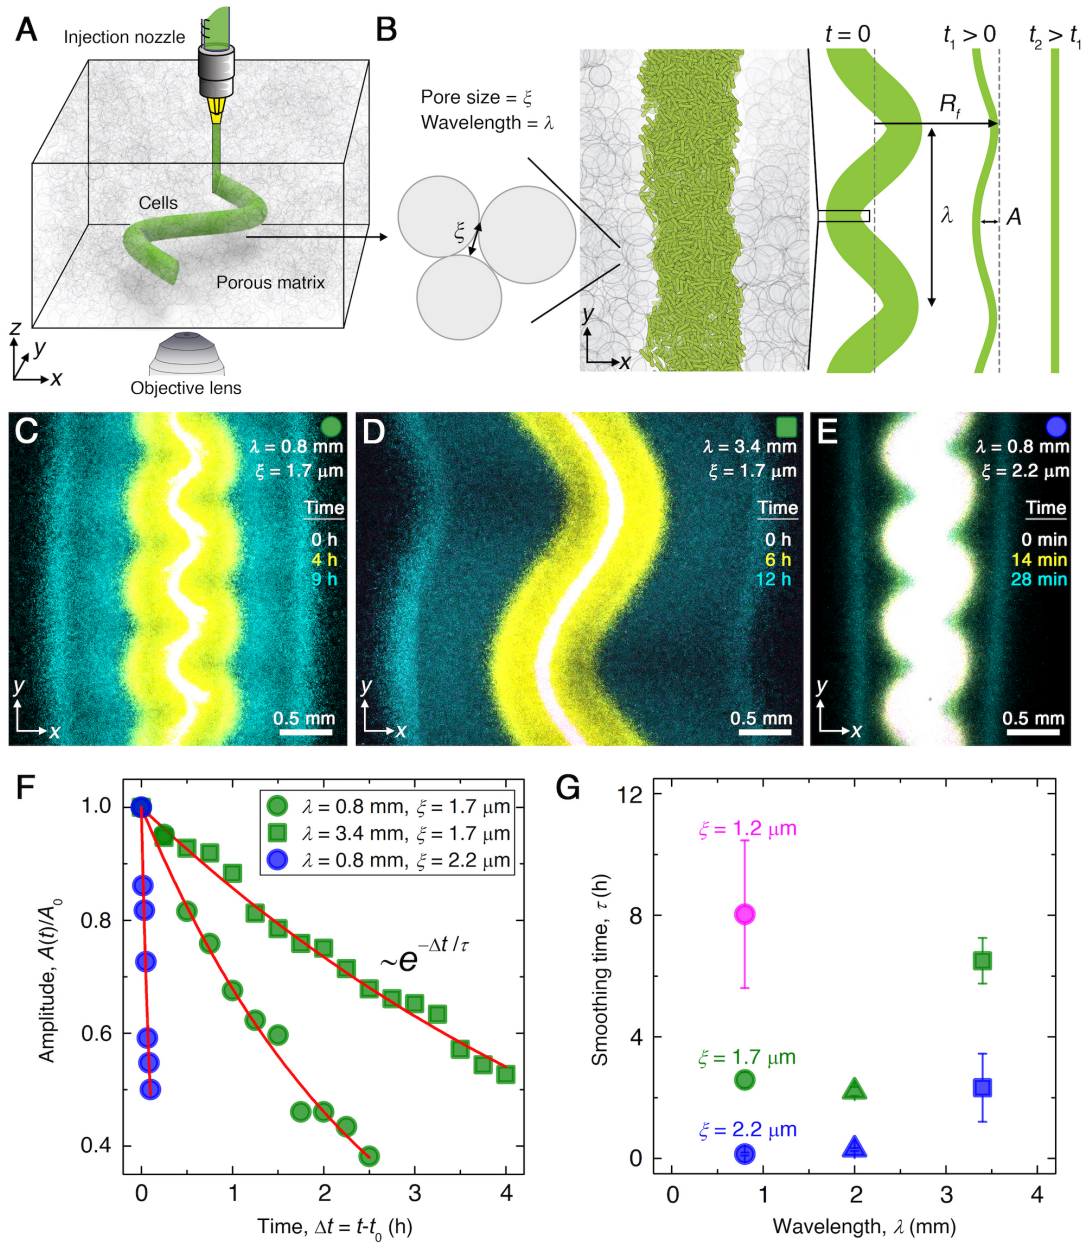 A
Injection nozzle
Cells
Porous matrix
z
y
x
Objective lens
B
Pore size = ξ
Wavelength = λ
ξ
y
x
t = 0
t₁ > 0
t₂ > t₁
R_f
λ
A
C
λ = 0.8 mm
ξ = 1.7 μm
Time
0 h
4 h
9 h
y
x
0.5 mm
D
λ = 3.4 mm
ξ = 1.7 μm
Time
0 h
6 h
12 h
y
x
0.5 mm
E
λ = 0.8 mm
ξ = 2.2 μm
Time
0 min
14 min
28 min
y
x
0.5 mm
F
λ = 0.8 mm, ξ = 1.7 μm
λ = 3.4 mm, ξ = 1.7 μm
λ = 0.8 mm, ξ = 2.2 μm
~e^(-Δt/τ)
1.0
0.8
0.6
0.4
Amplitude, A(t)/A₀
0 1 2 3 4
Time, Δt = t-t₀ (h)
G
ξ = 1.2 μm
ξ = 1.7 μm
ξ = 2.2 μm
12
8
4
0
Smoothing time, τ (h)
0 1 2 3 4
Wavelength, λ (mm)